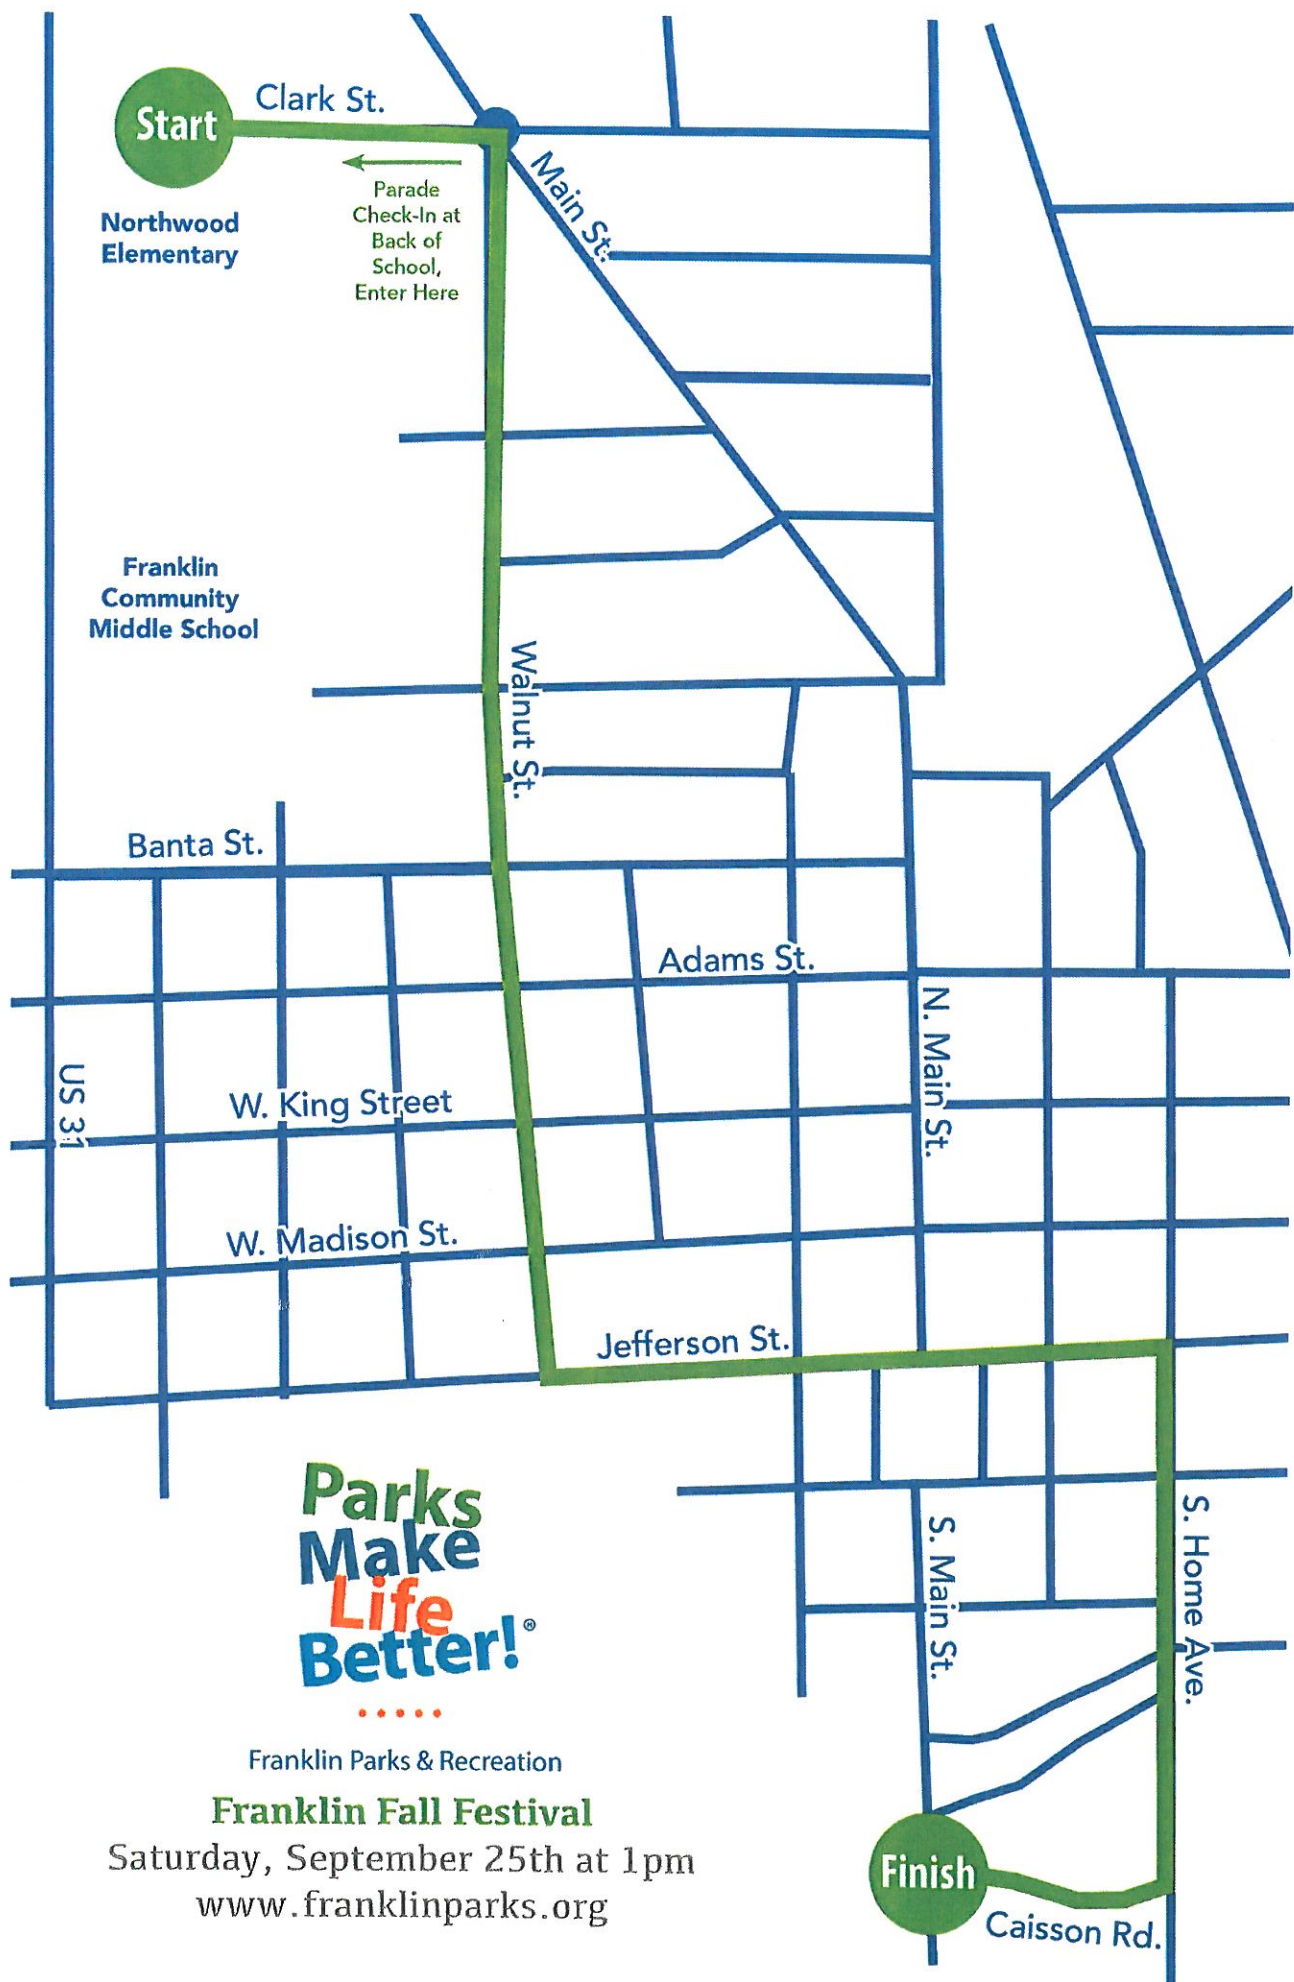 Start
Clark St.
Northwood
Elementary
Parade
Check-In at
Back of
School,
Enter Here
Main St.
Franklin
Community
Middle School
Walnut St.
Banta St.
Adams St.
N. Main St.
US 31
W. King Street
W. Madison St.
Jefferson St.
S. Main St.
S. Home Ave.
Parks
Make
Life
Better!®
Franklin Parks & Recreation
Franklin Fall Festival
Saturday, September 25th at 1pm
www.franklinparks.org
Finish
Caisson Rd.